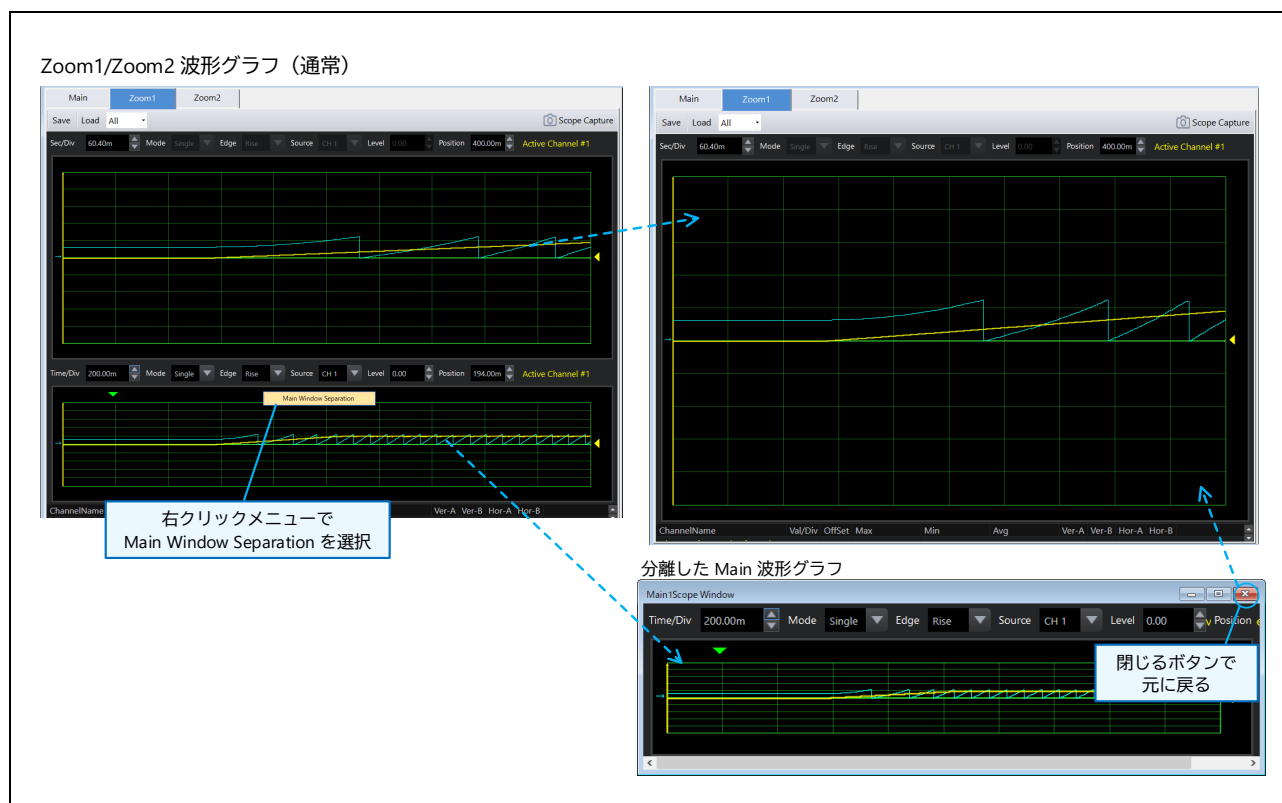 Zoom1/Zoom2 波形グラフ（通常）
Main Zoom1 Zoom2
Save Load All Scope Capture
Sec/Div 60.40m Mode Single Edge Rise Source CH 1 Level 0.00 Position 400.00m Active Channel #1
Time/Div 200.00m Mode Single Edge Rise Source CH 1 Level 0.00 Position 194.00m Active Channel #1
Main Window Separation
ChannelName Ver-A Ver-B Hor-A Hor-B
右クリックメニューで
Main Window Separation を選択
Main Zoom1 Zoom2
Save Load All Scope Capture
Sec/Div 60.40m Mode Single Edge Rise Source CH 1 Level 0.00 Position 400.00m Active Channel #1
ChannelName Val/Div OffSet Max Min Avg Ver-A Ver-B Hor-A Hor-B
分離した Main 波形グラフ
Main1Scope Window
Time/Div 200.00m Mode Single Edge Rise Source CH 1 Level 0.00 Position
閉じるボタンで
元に戻る